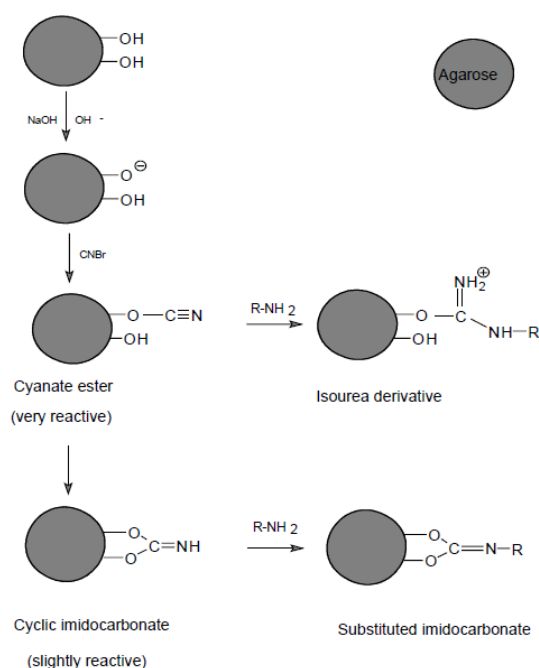 OH
OH
Agarose
NaOH OH -
O⊖
OH
CNBr
O—C≡N
OH
R-NH 2
NH2⊕
O—C
NH—R
OH
Cyanate ester
(very reactive)
Isourea derivative
O
C=NH
O
R-NH 2
O
C=N—R
O
Cyclic imidocarbonate
(slightly reactive)
Substituted imidocarbonate